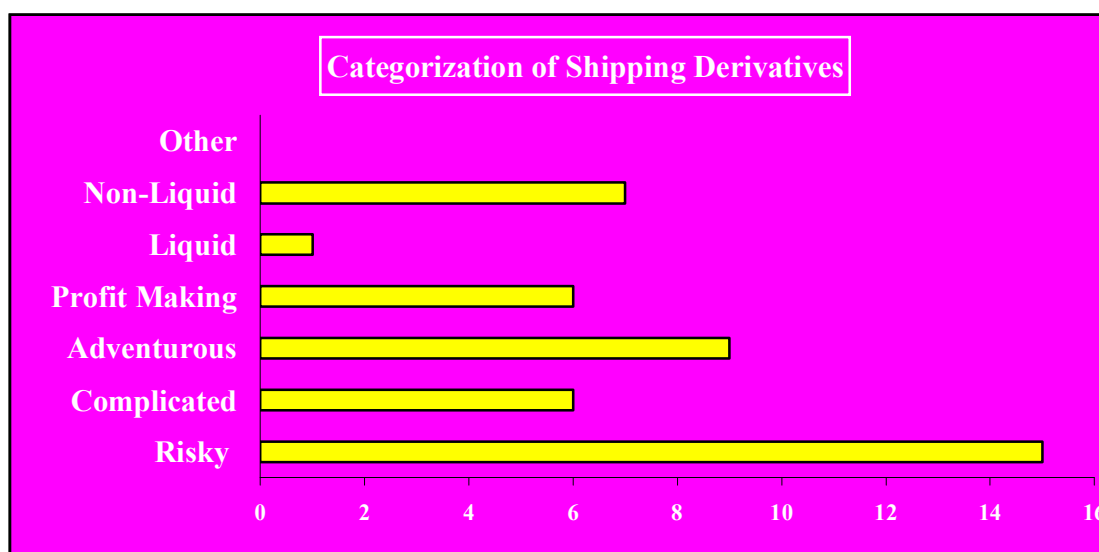 Categorization of Shipping Derivatives
Other
Non-Liquid
Liquid
Profit Making
Adventurous
Complicated
Risky
0 2 4 6 8 10 12 14 16